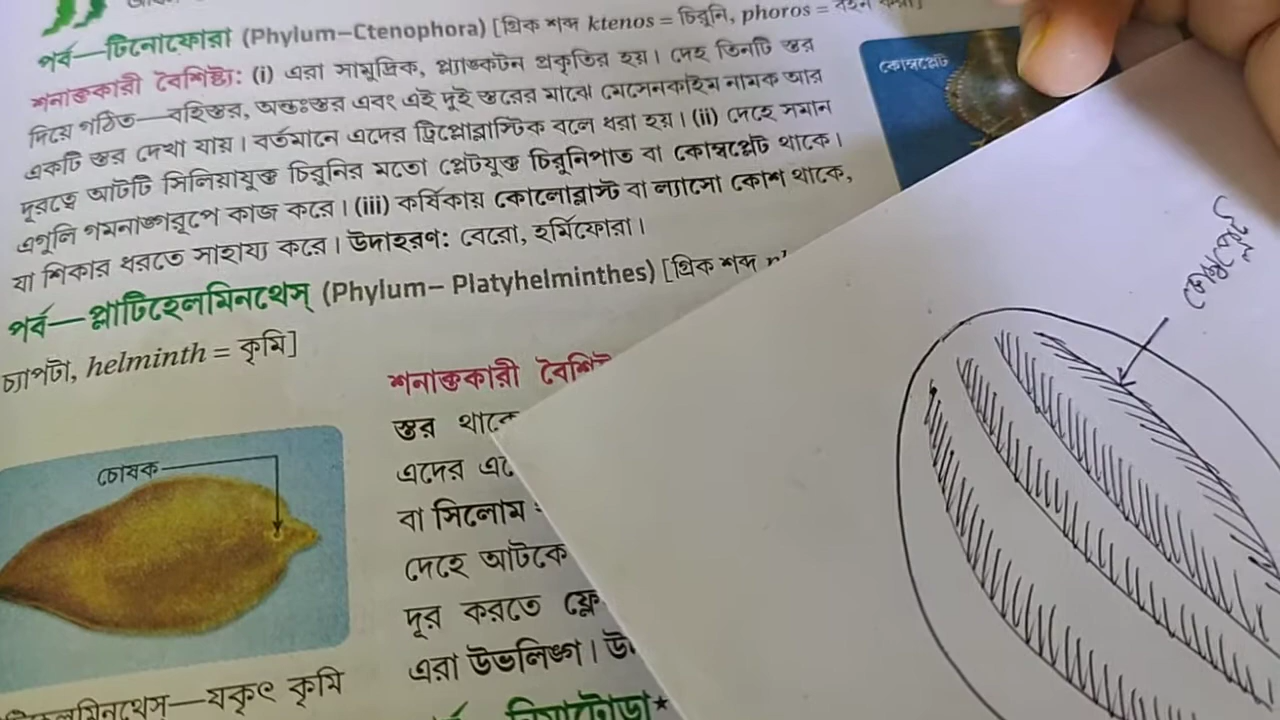 পর্ব—টিনোফোরা (Phylum–Ctenophora) [গ্রিক শব্দ ktenos = চিরুনি, phoros = বহন করা]
শনাক্তকারী বৈশিষ্ট্য: (i) এরা সামুদ্রিক, প্ল্যাঙ্কটন প্রকৃতির হয়। দেহ তিনটি স্তর
দিয়ে গঠিত—বহিস্তর, অন্তঃস্তর এবং এই দুই স্তরের মাঝে মেসেনকাইম নামক আর
একটি স্তর দেখা যায়। বর্তমানে এদের ট্রিপ্লোব্লাস্টিক বলে ধরা হয়। (ii) দেহে সমান
দূরত্বে আটটি সিলিয়াযুক্ত চিরুনির মতো প্লেটযুক্ত চিরুনিপাত বা কোম্বপ্লেট থাকে।
এগুলি গমনাঙ্গরূপে কাজ করে। (iii) কর্ষিকায় কোলোব্লাস্ট বা ল্যাসো কোশ থাকে,
যা শিকার ধরতে সাহায্য করে। উদাহরণ: বেরো, হর্মিফোরা।
কোম্বপ্লেট
পর্ব—প্লাটিহেলমিনথেস্ (Phylum– Platyhelminthes) [গ্রিক শব্দ
চ্যাপটা, helminth = কৃমি]
শনাক্তকারী
স্তর
এদের
বা সিলোম
দেহে আটকে
দূর করতে
এরা উভলিঙ্গ।
চোষক
যকৃৎ কৃমি
কোম্বপ্লেট